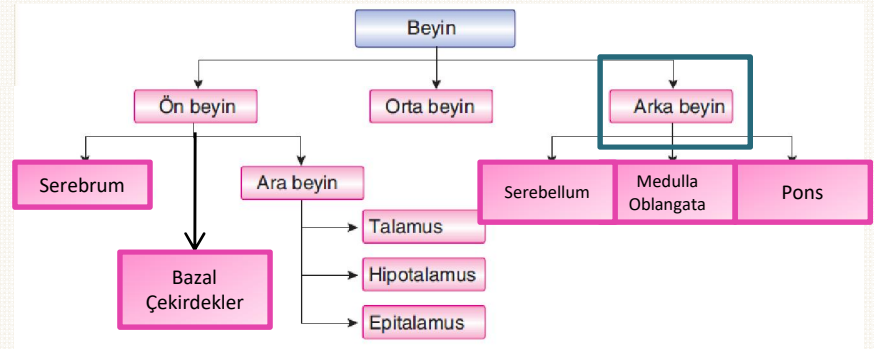 Beyin
Ön beyin
Orta beyin
Arka beyin
Serebrum
Ara beyin
Serebellum
Medulla
Oblangata
Pons
Talamus
Bazal
Çekirdekler
Hipotalamus
Epitalamus